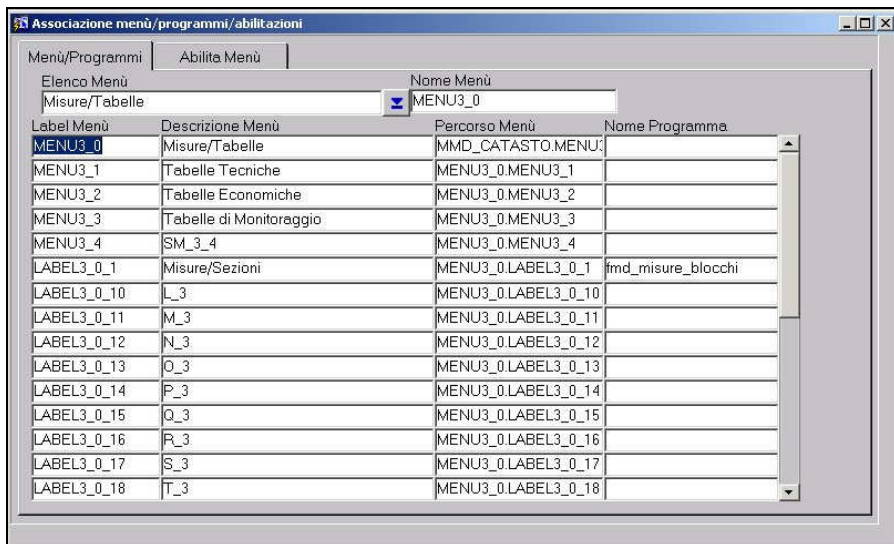 Associazione menù/programmi/abilitazioni
Menù/Programmi Abilita Menù
Elenco Menù Nome Menù
Misure/Tabelle MENU3_0
Label Menù Descrizione Menù Percorso Menù Nome Programma
MENU3_0 Misure/Tabelle MMD_CATASTO.MENU
MENU3_1 Tabelle Tecniche MENU3_0.MENU3_1
MENU3_2 Tabelle Economiche MENU3_0.MENU3_2
MENU3_3 Tabelle di Monitoraggio MENU3_0.MENU3_3
MENU3_4 SM_3_4 MENU3_0.MENU3_4
LABEL3_0_1 Misure/Sezioni MENU3_0.LABEL3_0_1 fmd_misure_blocchi
LABEL3_0_10 L_3 MENU3_0.LABEL3_0_10
LABEL3_0_11 M_3 MENU3_0.LABEL3_0_11
LABEL3_0_12 N_3 MENU3_0.LABEL3_0_12
LABEL3_0_13 O_3 MENU3_0.LABEL3_0_13
LABEL3_0_14 P_3 MENU3_0.LABEL3_0_14
LABEL3_0_15 Q_3 MENU3_0.LABEL3_0_15
LABEL3_0_16 R_3 MENU3_0.LABEL3_0_16
LABEL3_0_17 S_3 MENU3_0.LABEL3_0_17
LABEL3_0_18 T_3 MENU3_0.LABEL3_0_18